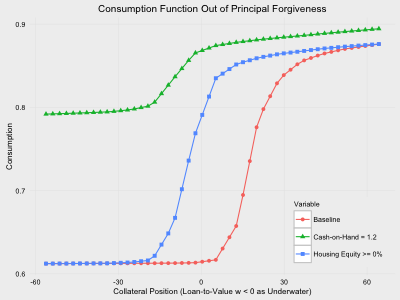 Consumption Function Out of Principal Forgiveness
0.9
0.8
0.7
0.6
Consumption
-60
-30
0
30
60
Collateral Position (Loan-to-Value w < 0 as Underwater)
Variable
Baseline
Cash-on-Hand = 1.2
Housing Equity >= 0%